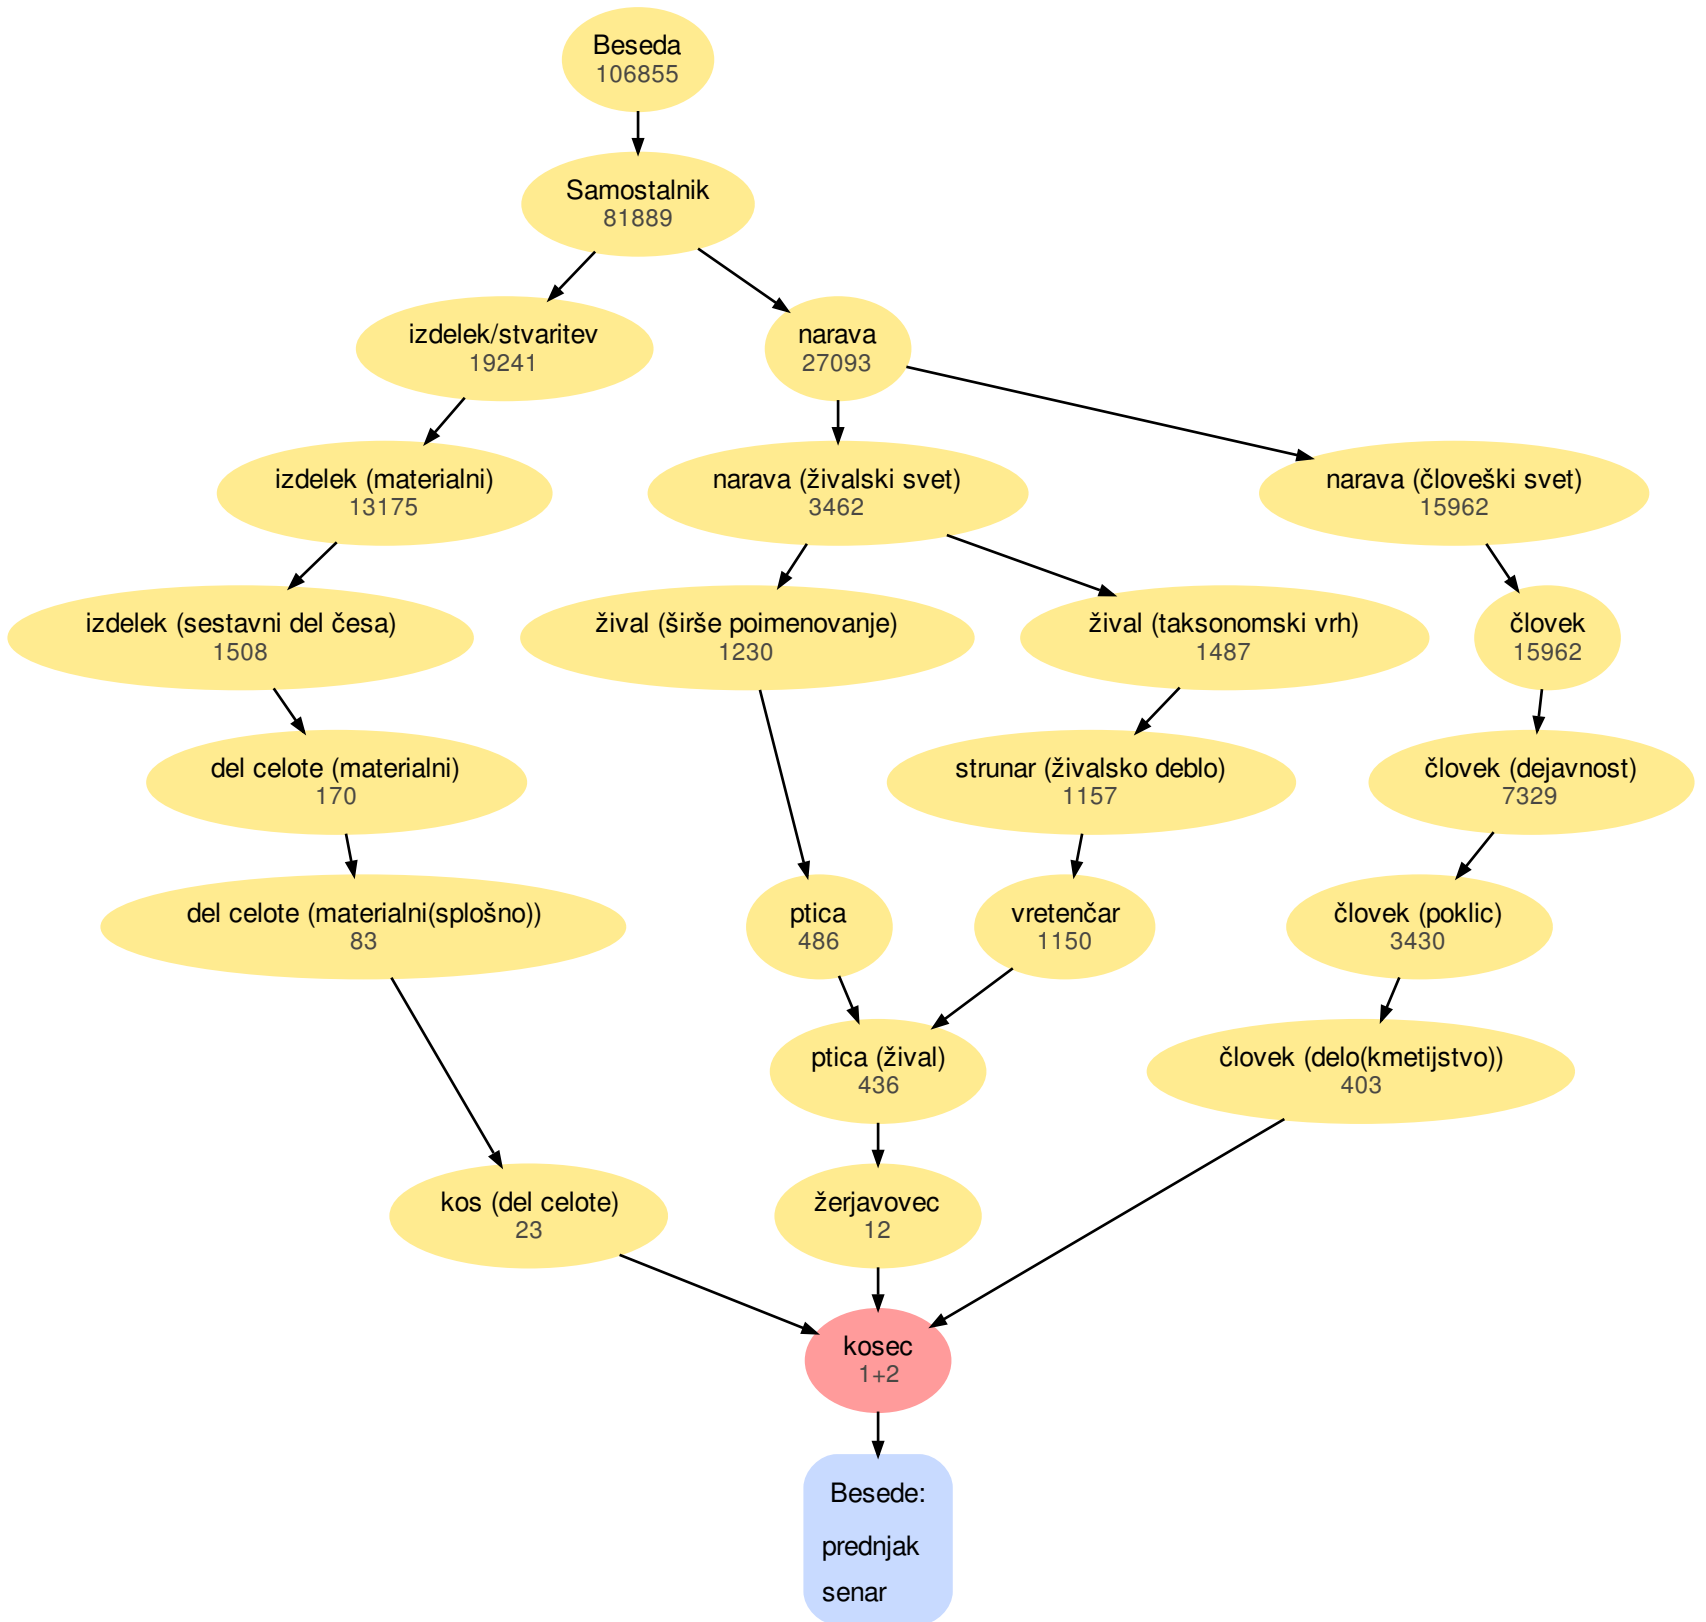 Beseda
106855
Samostalnik
81889
izdelek/stvaritev
19241
narava
27093
izdelek (materialni)
13175
narava (živalski svet)
3462
narava (človeški svet)
15962
izdelek (sestavni del česa)
1508
žival (širše poimenovanje)
1230
žival (taksonomski vrh)
1487
človek
15962
del celote (materialni)
170
strunar (živalsko deblo)
1157
človek (dejavnost)
7329
del celote (materialni(splošno))
83
ptica
486
vretenčar
1150
človek (poklic)
3430
ptica (žival)
436
človek (delo(kmetijstvo))
403
kos (del celote)
23
žerjavovec
12
kosec
1+2
Besede:
prednjak
senar